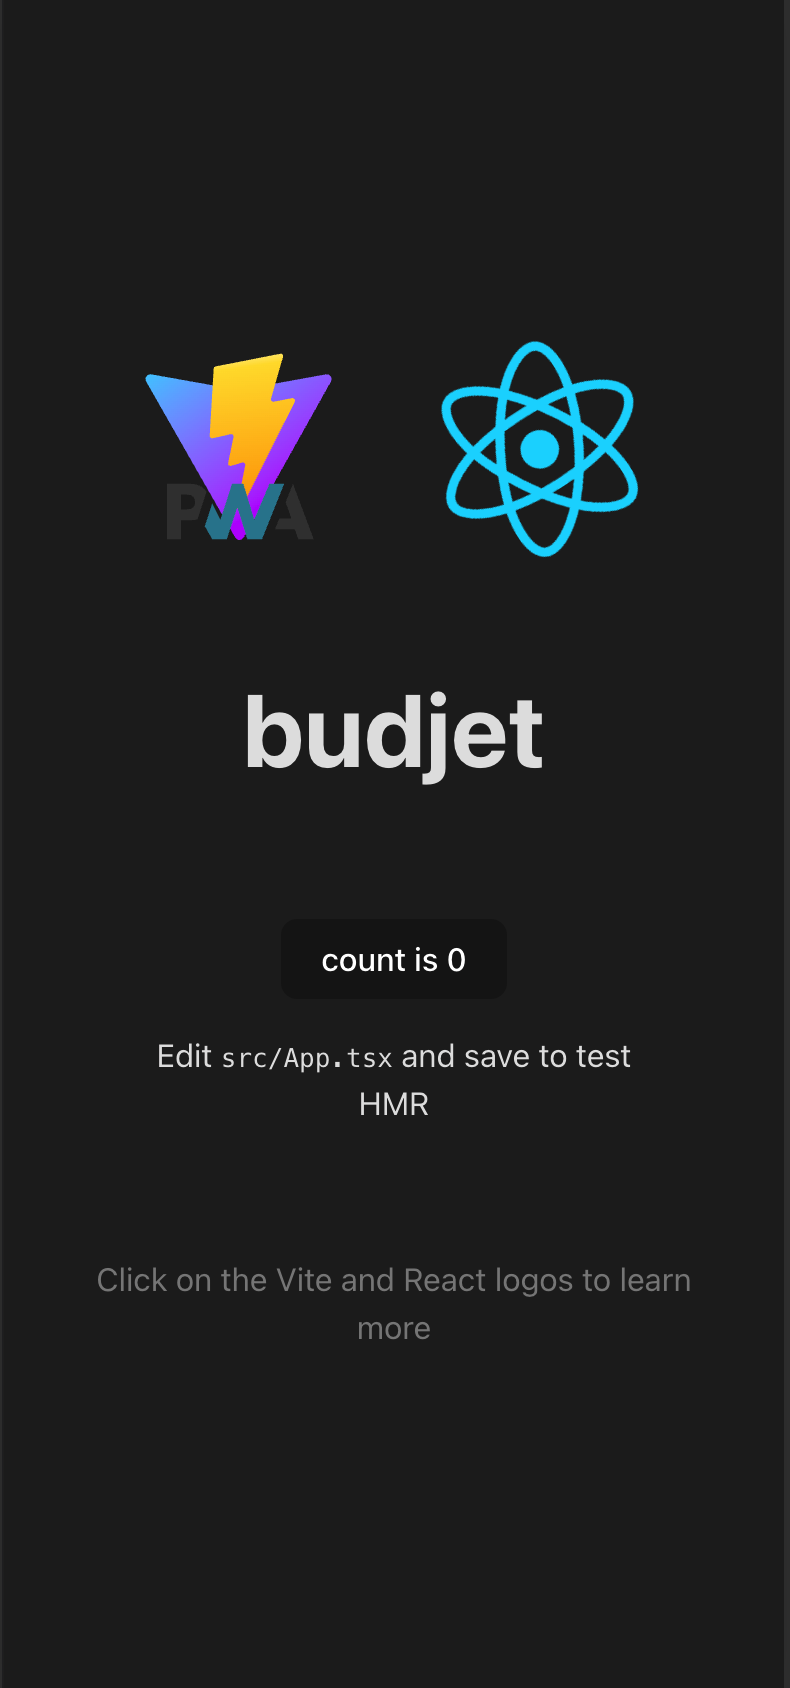 PWA
budjet
count is 0
Edit src/App.tsx and save to test
HMR
Click on the Vite and React logos to learn
more